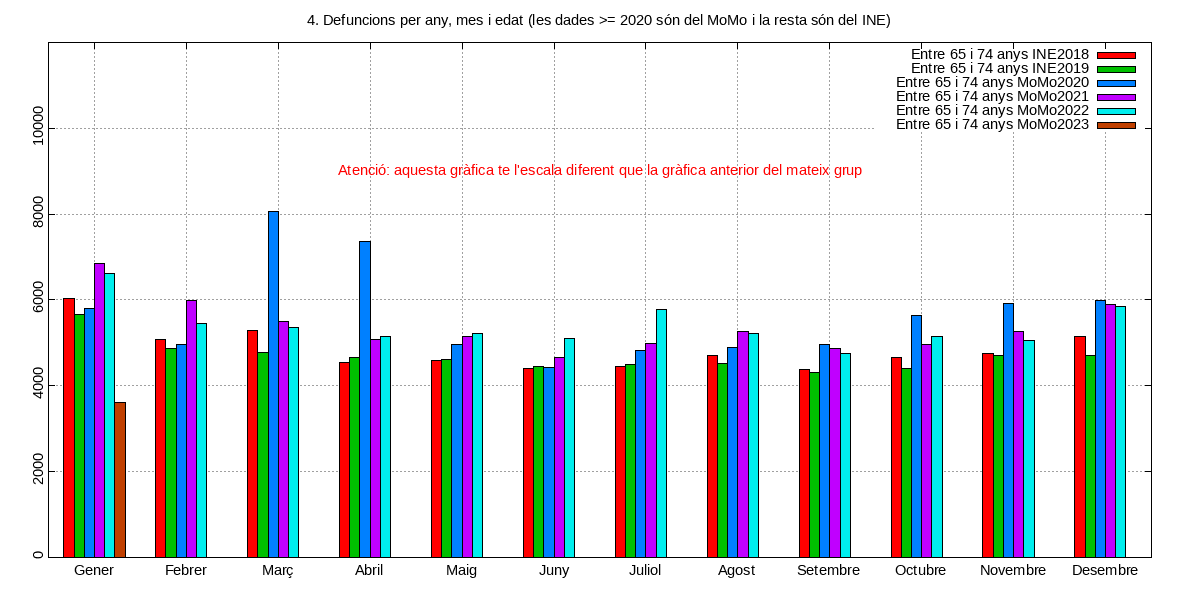 4. Defuncions per any, mes i edat (les dades >= 2020 són del MoMo i la resta són del INE)
Entre 65 i 74 anys INE2018
Entre 65 i 74 anys INE2019
Entre 65 i 74 anys MoMo2020
Entre 65 i 74 anys MoMo2021
Entre 65 i 74 anys MoMo2022
Entre 65 i 74 anys MoMo2023
Atenció: aquesta gràfica te l'escala diferent que la gràfica anterior del mateix grup
10000
8000
6000
4000
2000
0
Gener Febrer Març Abril Maig Juny Juliol Agost Setembre Octubre Novembre Desembre